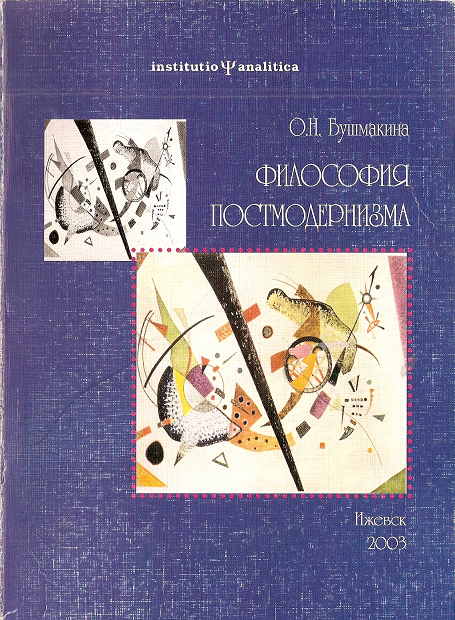 institutio Ψ analitica
О.Н. Бушмакина
ФИЛОСОФИЯ
ПОСТМОДЕРНИЗМА
Ижевск
2003